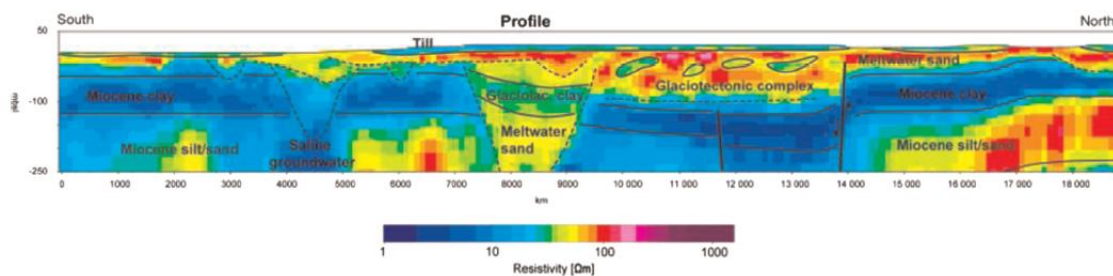 South
Profile
North
50
Till
Meltwater sand
Miocene clay
Glaciolac. clay
Glaciotectonic complex
Miocene clay
-100
Meltwater
sand
Miocene silt/sand
Saline
groundwater
Miocene silt/sand
-250
0 1000 2000 3000 4000 5000 6000 7000 8000 9000 10 000 11 000 12 000 13 000 14 000 15 000 16 000 17 000 18 000
km
1 10 100 1000
Resistivity [Ωm]